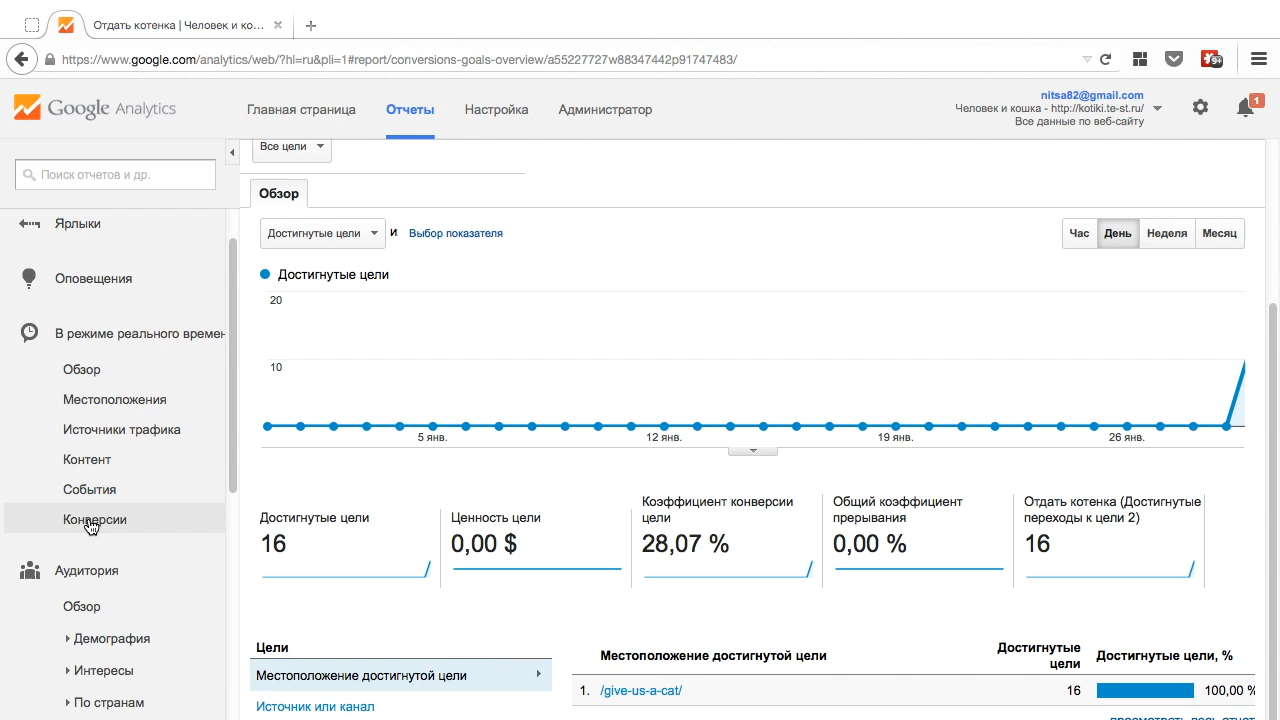 Отдать котенка | Человек и ко...
https://www.google.com/analytics/web/?hl=ru&pli=1#report/conversions-goals-overview/a55227727w88347442p91747483/
9+
Google Analytics
Главная страница
Отчеты
Настройка
Администратор
nitsa82@gmail.com
Человек и кошка - http://kotiki.te-st.ru/
Все данные по веб-сайту
1
Поиск отчетов и др.
Ярлыки
Оповещения
В режиме реального времен
Обзор
Местоположения
Источники трафика
Контент
События
Конверсии
Аудитория
Обзор
Демография
Интересы
По странам
Все цели
Обзор
Достигнутые цели
и
Выбор показателя
Час
День
Неделя
Месяц
Достигнутые цели
20
10
5 янв.
12 янв.
19 янв.
26 янв.
Достигнутые цели
16
Ценность цели
0,00 $
Коэффициент конверсии
цели
28,07 %
Общий коэффициент
прерывания
0,00 %
Отдать котенка (Достигнутые
переходы к цели 2)
16
Цели
Местоположение достигнутой цели
Источник или канал
Местоположение достигнутой цели
Достигнутые
цели
Достигнутые цели, %
1. /give-us-a-cat/
16
100,00 %